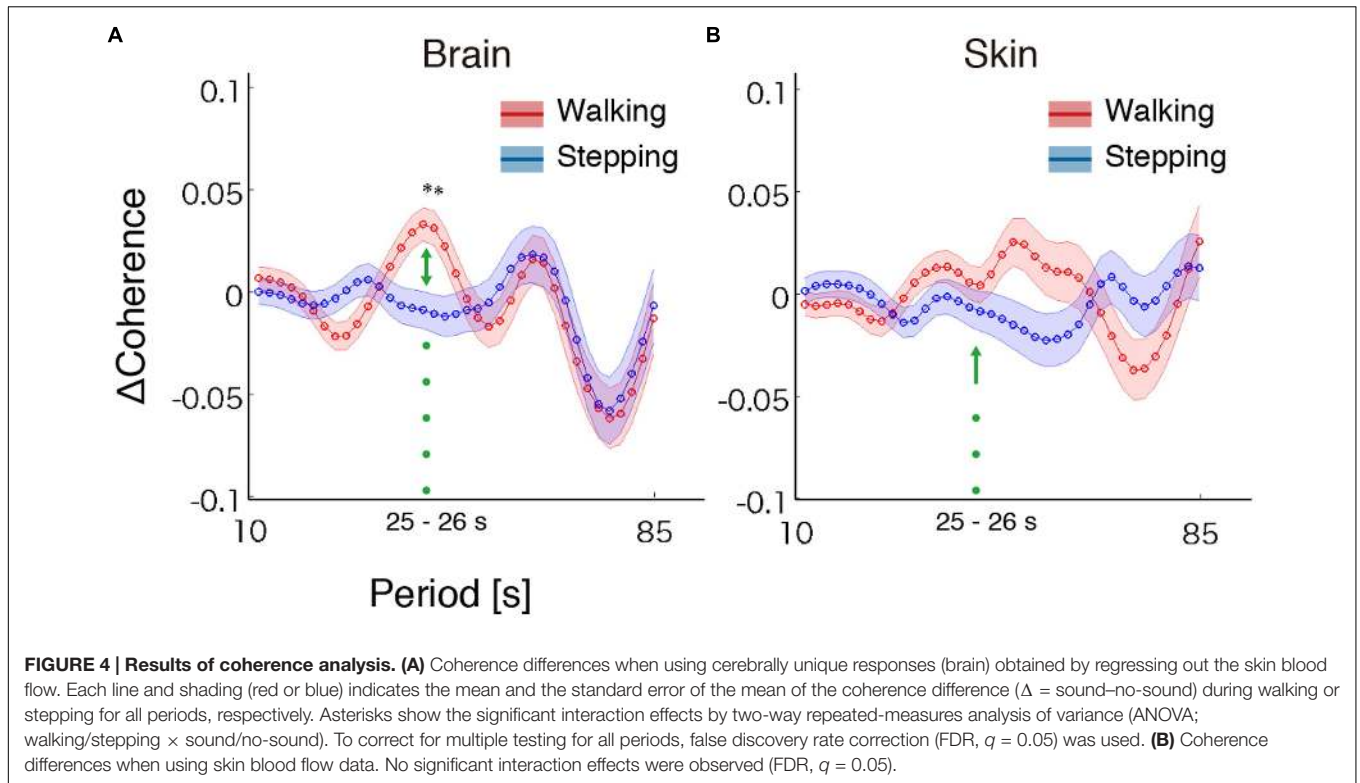 A
Brain
0.1
0.05
0
-0.05
-0.1
ΔCoherence
Walking
Stepping
**
10
25 - 26 s
85
Period [s]
B
Skin
0.1
0.05
0
-0.05
-0.1
Walking
Stepping
10
25 - 26 s
85
FIGURE 4 | Results of coherence analysis. (A) Coherence differences when using cerebrally unique responses (brain) obtained by regressing out the skin blood
flow. Each line and shading (red or blue) indicates the mean and the standard error of the mean of the coherence difference (Δ = sound–no-sound) during walking or
stepping for all periods, respectively. Asterisks show the significant interaction effects by two-way repeated-measures analysis of variance (ANOVA;
walking/stepping × sound/no-sound). To correct for multiple testing for all periods, false discovery rate correction (FDR, q = 0.05) was used. (B) Coherence
differences when using skin blood flow data. No significant interaction effects were observed (FDR, q = 0.05).